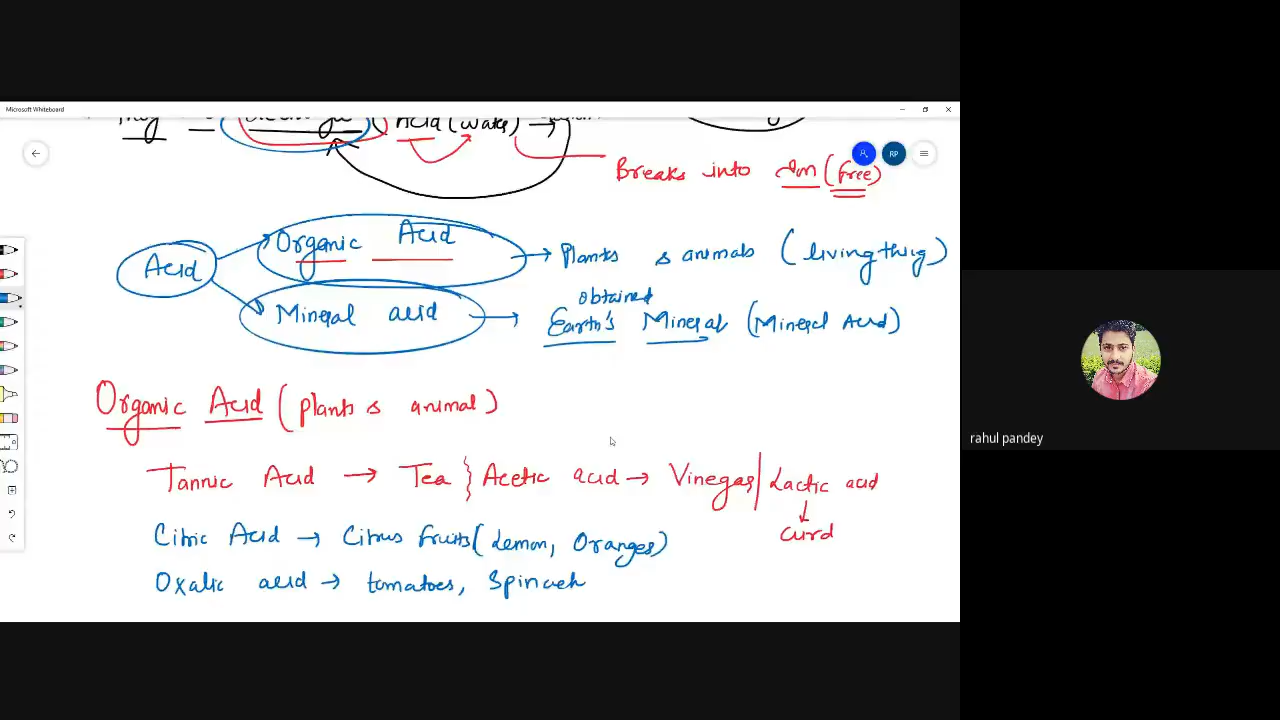 Microsoft Whiteboard
They
Acid (water) →
Breaks into Ion (free)
RP
Acid
Organic Acid → Plants & animals (living thing)
obtained
Mineral acid → Earth's Mineral (Mineral Acid)
Organic Acid (plants & animal)
rahul pandey
Tannic Acid → Tea } Acetic acid → Vinegar | Lactic acid
↓
curd
Citric Acid → Citrus fruits (Lemon, Oranges)
Oxalic acid → tomatoes, Spinach